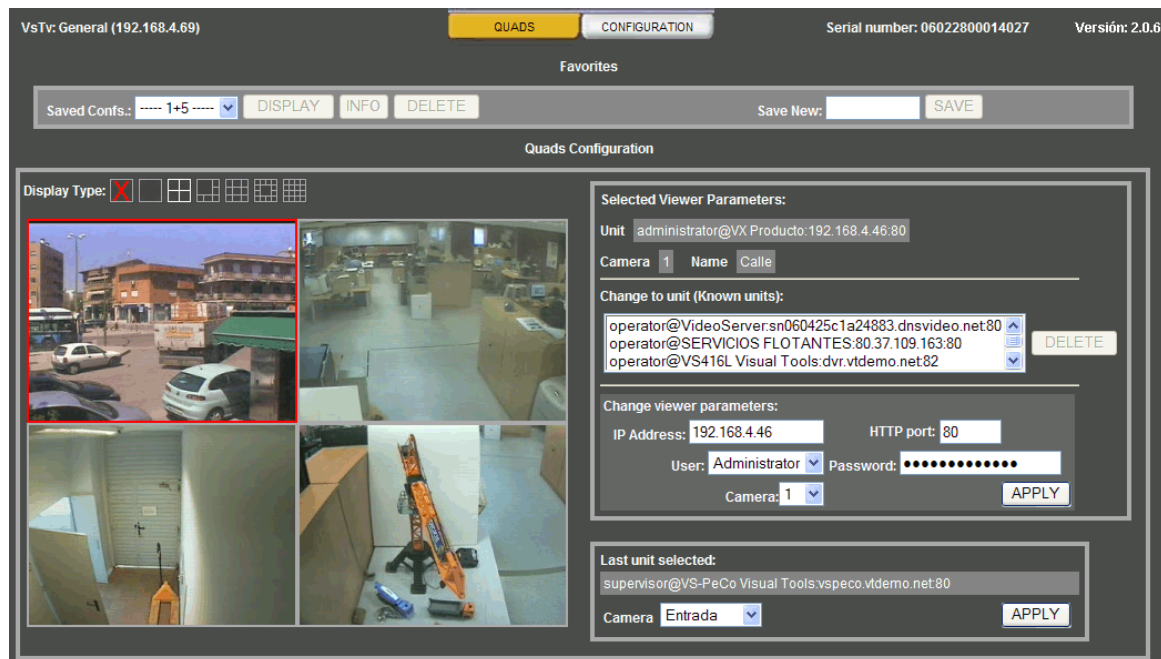 VsTv: General (192.168.4.69) QUADS CONFIGURATION Serial number: 06022800014027 Versión: 2.0.6
Favorites
Saved Confs.: ----- 1+5 ----- DISPLAY INFO DELETE Save New: SAVE
Quads Configuration
Display Type:
Selected Viewer Parameters:
Unit administrator@VX Producto:192.168.4.46:80
Camera 1 Name Calle
Change to unit (Known units):
operator@VideoServer:sn060425c1a24883.dnsvideo.net:80
operator@SERVICIOS FLOTANTES:80.37.109.163:80
operator@VS416L Visual Tools:dvr.vtdemo.net:82
DELETE
Change viewer parameters:
IP Address: 192.168.4.46 HTTP port: 80
User: Administrator Password: ●●●●●●●●●●●●●
Camera: 1 APPLY
Last unit selected:
supervisor@VS-PeCo Visual Tools:vspeco.vtdemo.net:80
Camera Entrada APPLY